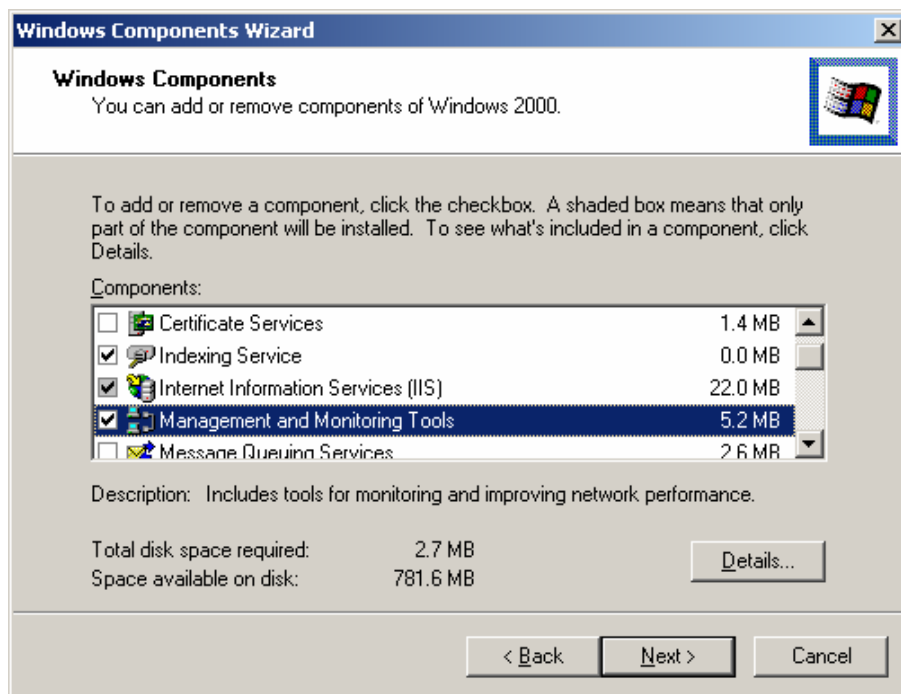 Windows Components Wizard
Windows Components
You can add or remove components of Windows 2000.
To add or remove a component, click the checkbox. A shaded box means that only
part of the component will be installed. To see what's included in a component, click
Details.
Components:
Certificate Services 1.4 MB
Indexing Service 0.0 MB
Internet Information Services (IIS) 22.0 MB
Management and Monitoring Tools 5.2 MB
Message Queuing Services 2.6 MB
Description: Includes tools for monitoring and improving network performance.
Total disk space required: 2.7 MB
Space available on disk: 781.6 MB
Details...
< Back Next > Cancel